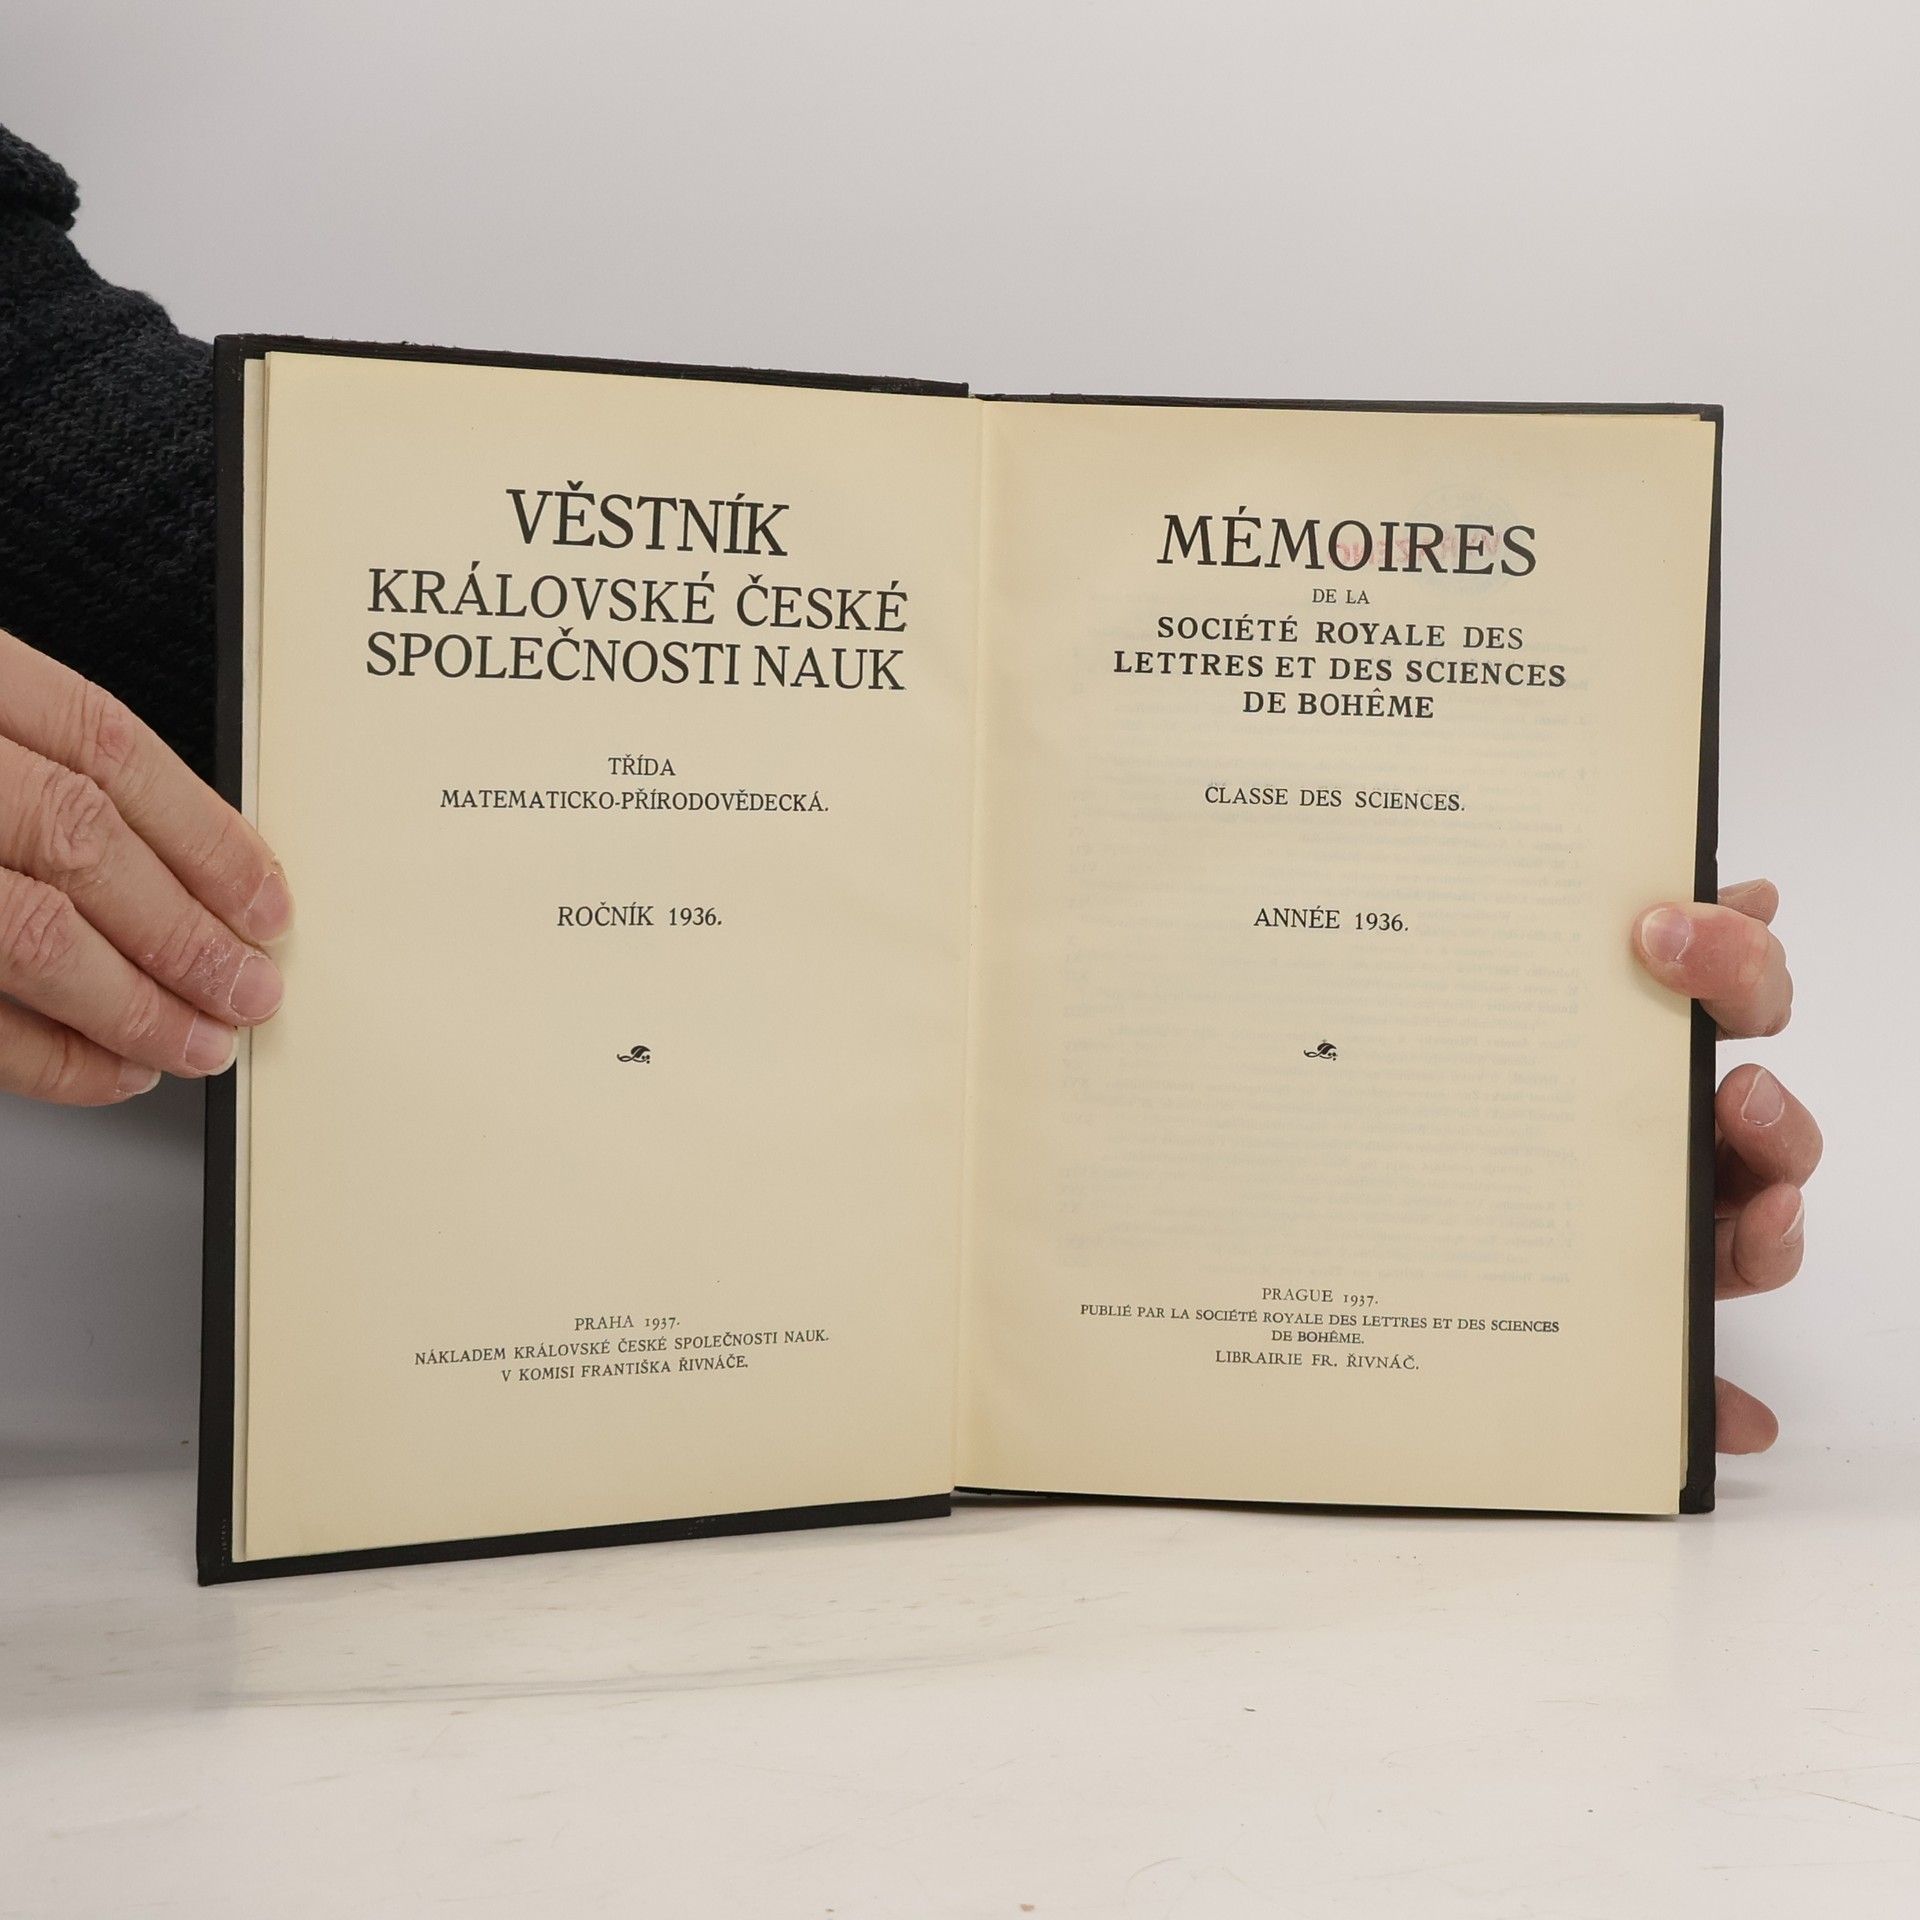 VĚSTNÍK
KRÁLOVSKÉ ČESKÉ
SPOLEČNOSTI NAUK
TŘÍDA
MATEMATICKO-PŘÍRODOVĚDECKÁ.
ROČNÍK 1936.
PRAHA 1937.
NÁKLADEM KRÁLOVSKÉ ČESKÉ SPOLEČNOSTI NAUK.
V KOMISI FRANTIŠKA ŘIVNÁČE.
MÉMOIRES
DE LA
SOCIÉTÉ ROYALE DES
LETTRES ET DES SCIENCES
DE BOHÊME
CLASSE DES SCIENCES.
ANNÉE 1936.
PRAGUE 1937.
PUBLIÉ PAR LA SOCIÉTÉ ROYALE DES LETTRES ET DES SCIENCES
DE BOHÊME.
LIBRAIRIE FR. ŘIVNÁČ.